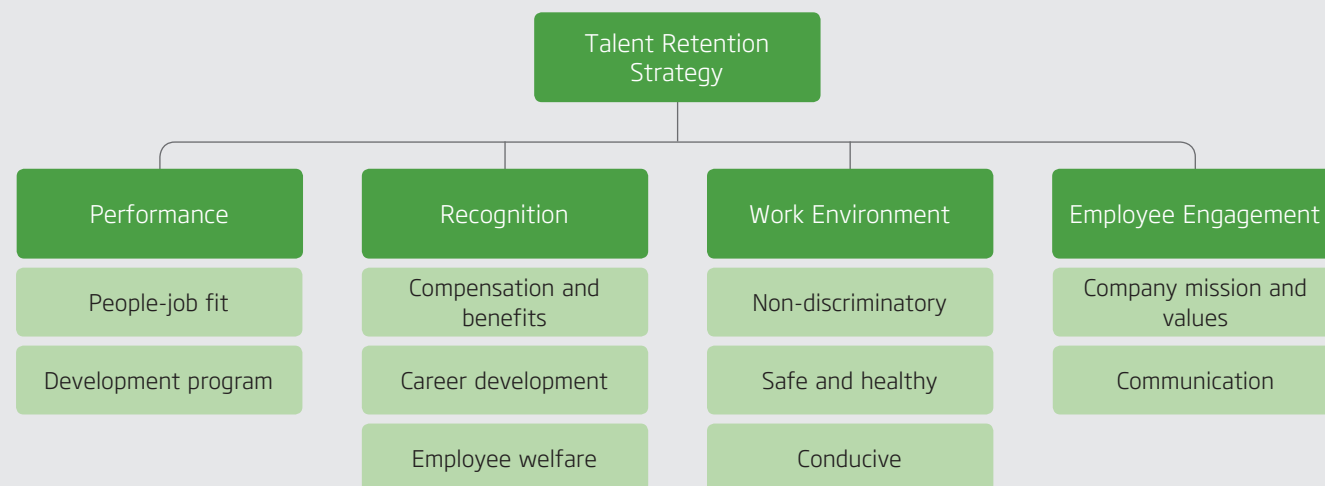 Talent Retention
Strategy
Performance
People-job fit
Development program
Recognition
Compensation and
benefits
Career development
Employee welfare
Work Environment
Non-discriminatory
Safe and healthy
Conducive
Employee Engagement
Company mission and
values
Communication